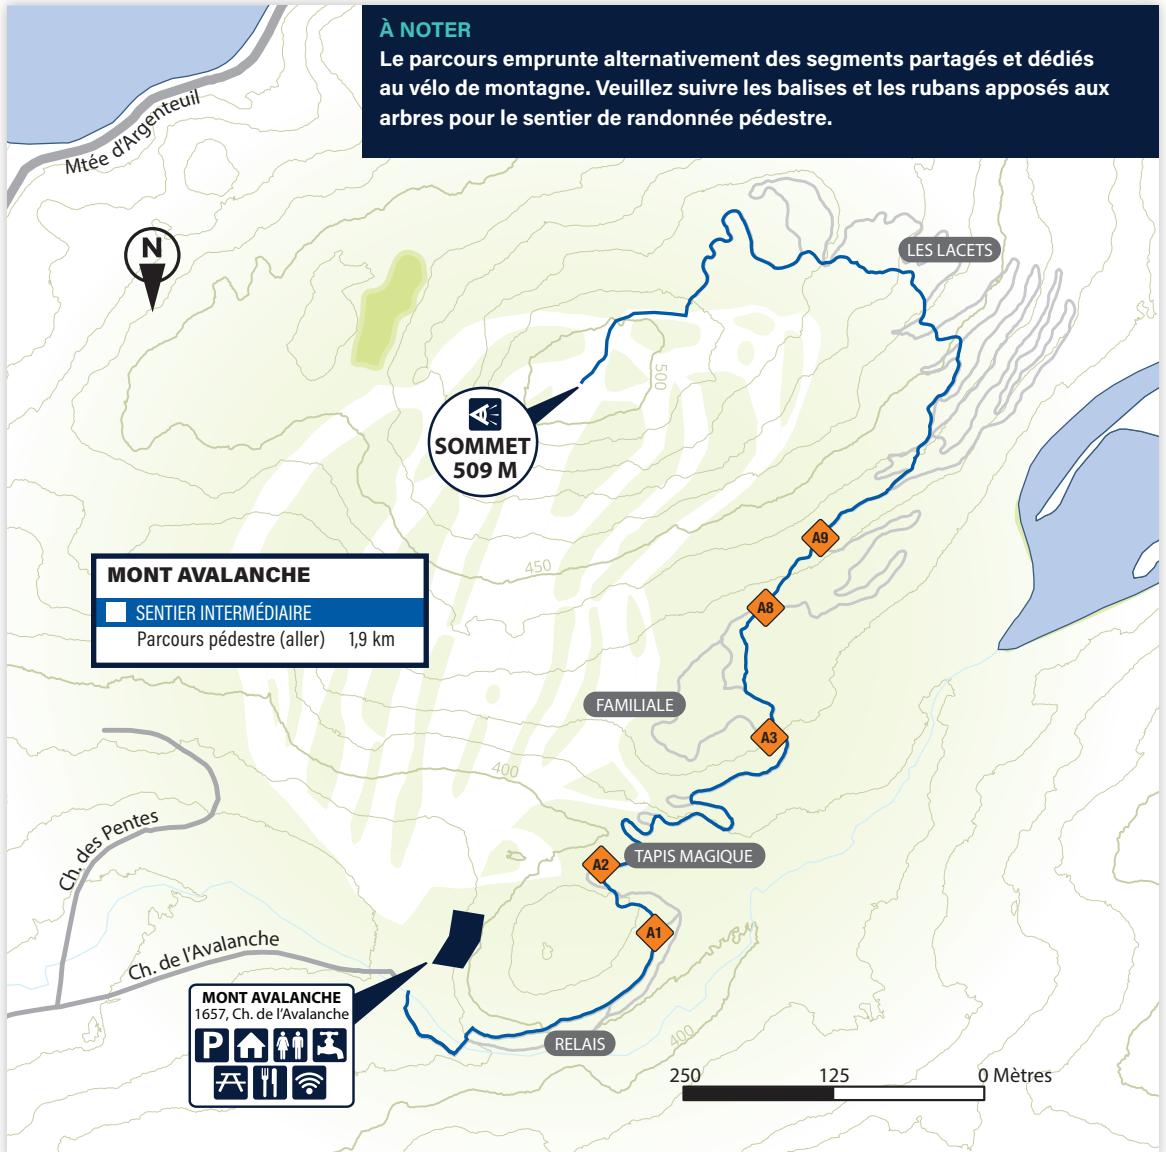 À NOTER
Le parcours emprunte alternativement des segments partagés et dédiés
au vélo de montagne. Veuillez suivre les balises et les rubans apposés aux
arbres pour le sentier de randonnée pédestre.
Mtée d'Argenteuil
N
LES LACETS
500
SOMMET
509 M
A9
450
MONT AVALANCHE
SENTIER INTERMÉDIAIRE
Parcours pédestre (aller) 1,9 km
A8
FAMILIALE
A3
400
Ch. des Pentes
TAPIS MAGIQUE
A2
A1
Ch. de l'Avalanche
MONT AVALANCHE
1657, Ch. de l'Avalanche
P
RELAIS
400
250 125 0 Mètres